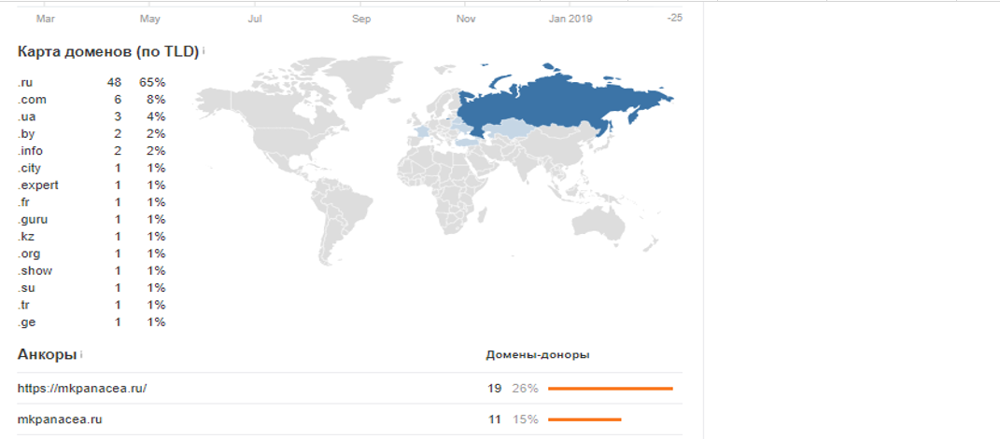 Mar May Jul Sep Nov Jan 2019 -25
Карта доменов (по TLD) i
.ru 48 65%
.com 6 8%
.ua 3 4%
.by 2 2%
.info 2 2%
.city 1 1%
.expert 1 1%
.fr 1 1%
.guru 1 1%
.kz 1 1%
.org 1 1%
.show 1 1%
.su 1 1%
.tr 1 1%
.ge 1 1%
Анкоры i Домены-доноры
https://mkpanacea.ru/ 19 26%
mkpanacea.ru 11 15%